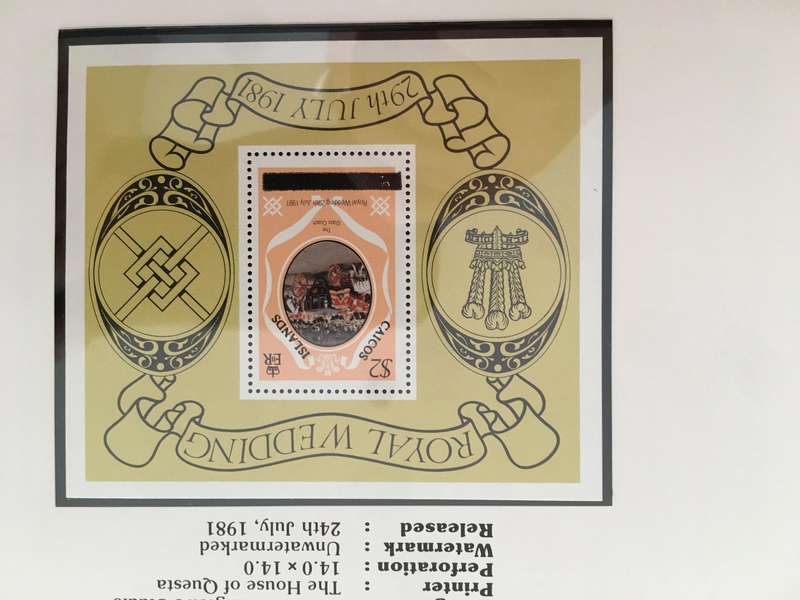 Printer : The House of Questa
Perforation : 14.0 x 14.0
Watermark : Unwatermarked
Released : 24th July, 1981
ROYAL WEDDING
$2
EIIR
CAICOS
ISLANDS
The
State Coach
Royal Wedding 29th July 1981
29th JULY 1981